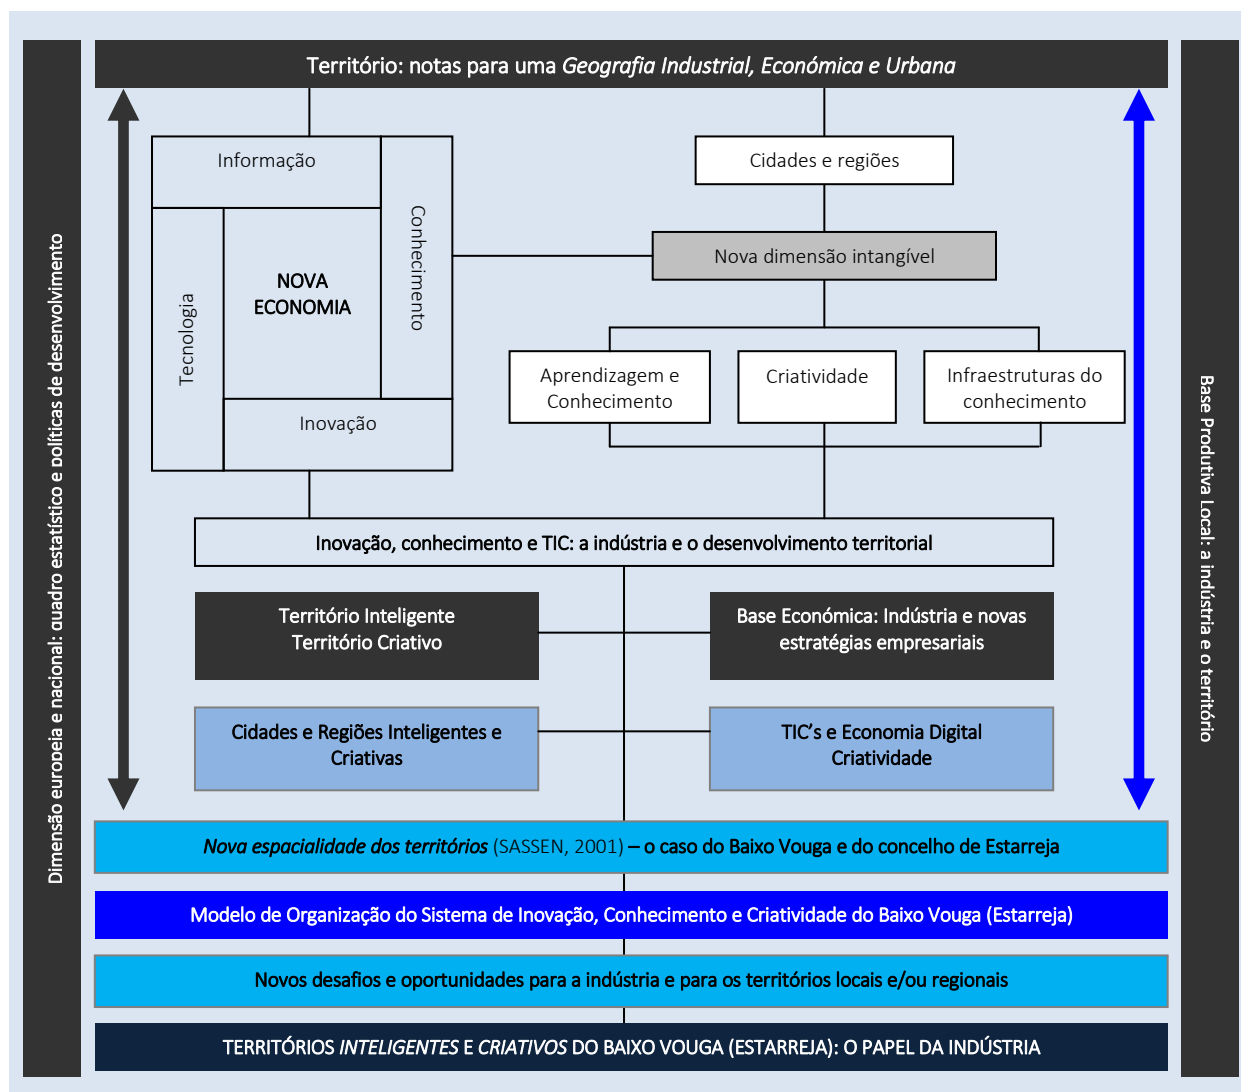 Território: notas para uma Geografia Industrial, Económica e Urbana
Dimensão europeia e nacional: quadro estatístico e políticas de desenvolvimento
Informação
Conhecimento
Tecnologia
NOVA
ECONOMIA
Inovação
Cidades e regiões
Nova dimensão intangível
Aprendizagem e
Conhecimento
Criatividade
Infraestruturas do
conhecimento
Base Produtiva Local: a indústria e o território
Inovação, conhecimento e TIC: a indústria e o desenvolvimento territorial
Território Inteligente
Território Criativo
Base Económica: Indústria e novas
estratégias empresariais
Cidades e Regiões Inteligentes e
Criativas
TIC's e Economia Digital
Criatividade
Nova espacialidade dos territórios (SASSEN, 2001) – o caso do Baixo Vouga e do concelho de Estarreja
Modelo de Organização do Sistema de Inovação, Conhecimento e Criatividade do Baixo Vouga (Estarreja)
Novos desafios e oportunidades para a indústria e para os territórios locais e/ou regionais
TERRITÓRIOS INTELIGENTES E CRIATIVOS DO BAIXO VOUGA (ESTARREJA): O PAPEL DA INDÚSTRIA